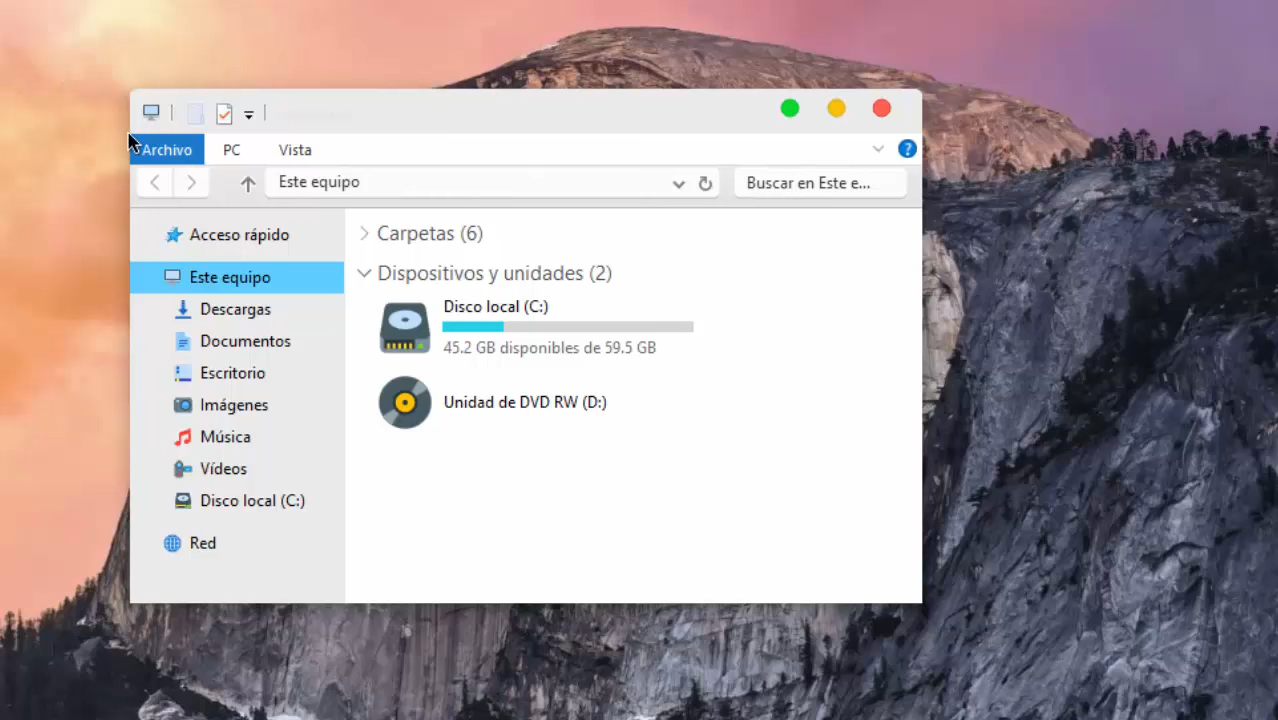 Archivo PC Vista
Este equipo Buscar en Este e...
Acceso rápido
Este equipo
Descargas
Documentos
Escritorio
Imágenes
Música
Vídeos
Disco local (C:)
Red
Carpetas (6)
Dispositivos y unidades (2)
Disco local (C:)
45.2 GB disponibles de 59.5 GB
Unidad de DVD RW (D:)